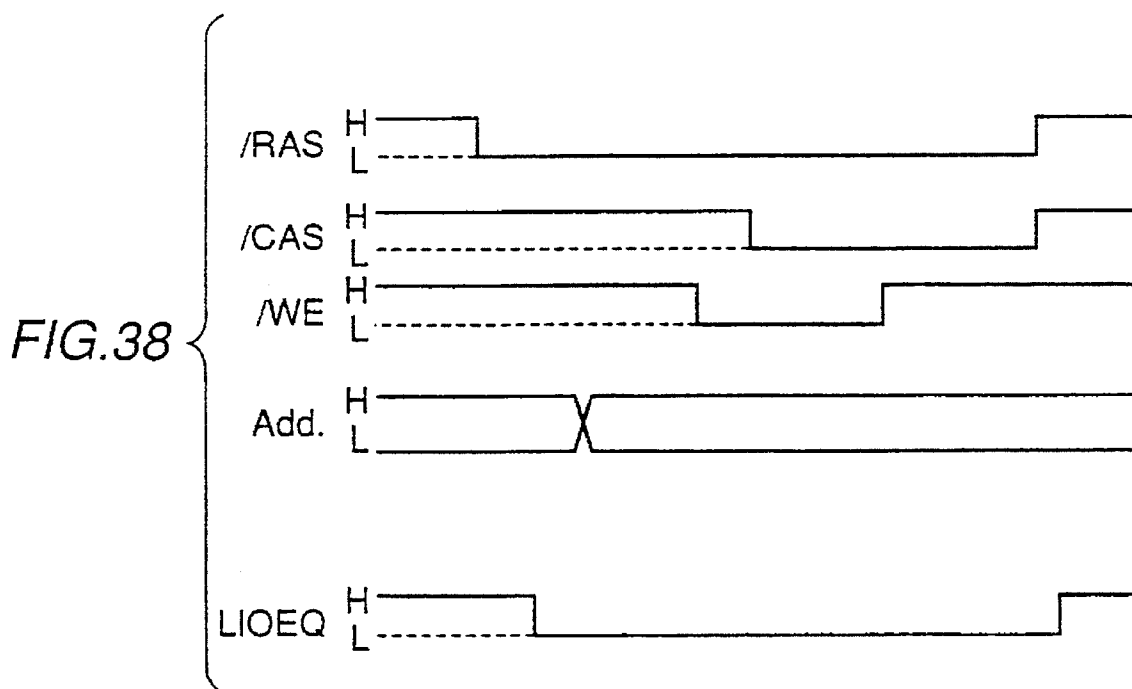 FIG.38
/RAS H
L
/CAS H
L
/WE H
L
Add. H
L
LIOEQ H
L